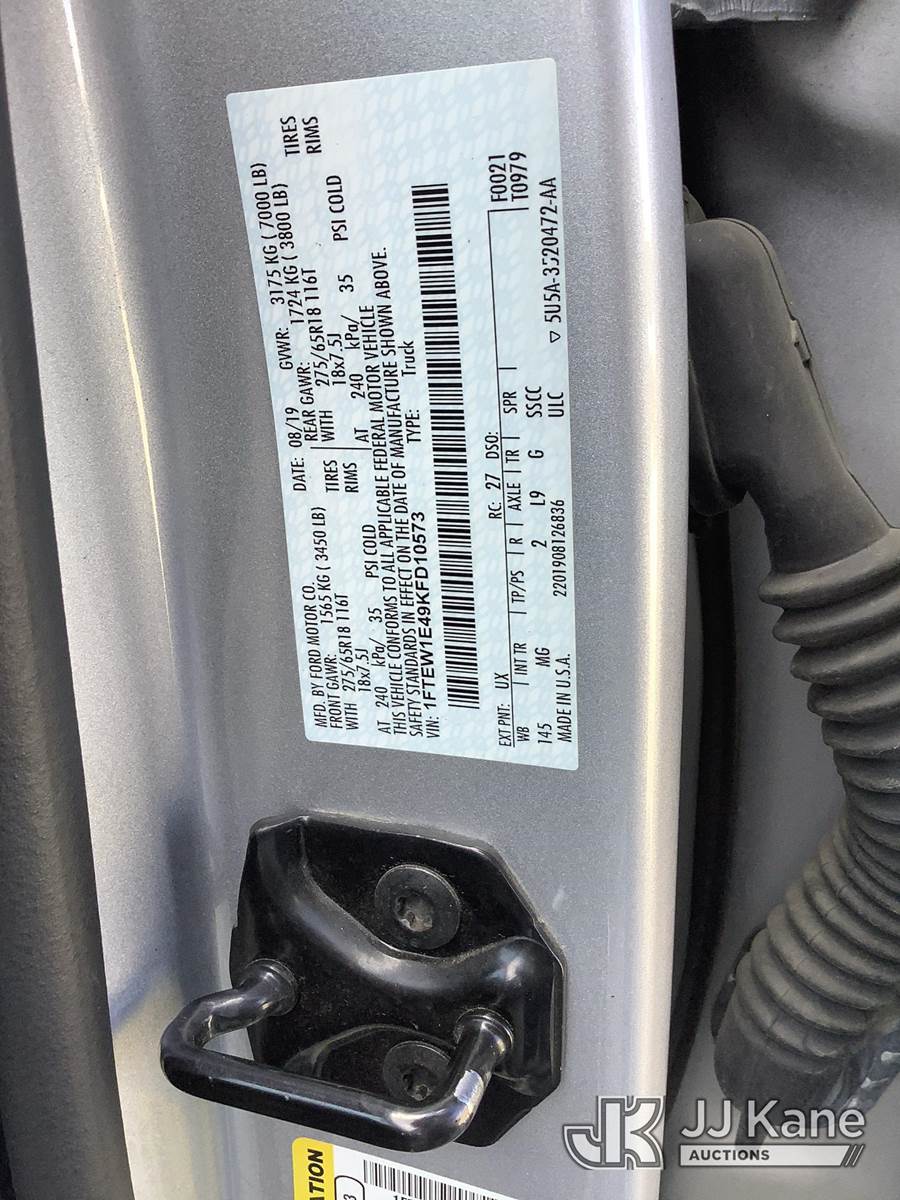 MFD. BY FORD MOTOR CO. DATE: 08/19 GVWR: 3175 KG ( 7000 LB)
FRONT GAWR: 1565 KG ( 3450 LB) REAR GAWR: 1724 KG ( 3800 LB)
WITH 275/65R18 116T TIRES WITH 275/65R18 116T TIRES
18x7.5J RIMS 18x7.5J RIMS
AT 240 kPa/ 35 PSI COLD AT 240 kPa/ 35 PSI COLD
THIS VEHICLE CONFORMS TO ALL APPLICABLE FEDERAL MOTOR VEHICLE
SAFETY STANDARDS IN EFFECT ON THE DATE OF MANUFACTURE SHOWN ABOVE.
VIN: 1FTEW1E49KFD10573 TYPE: Truck
EXT PNT: UX RC: 27 DSO: F0021
WB INT TR TP/PS R AXLE TR SPR T0979
145 MG 2 L9 G SSCC
MADE IN U.S.A. 2201908126836 ULC ▽ 5U5A-3520472-AA
JJ Kane
AUCTIONS